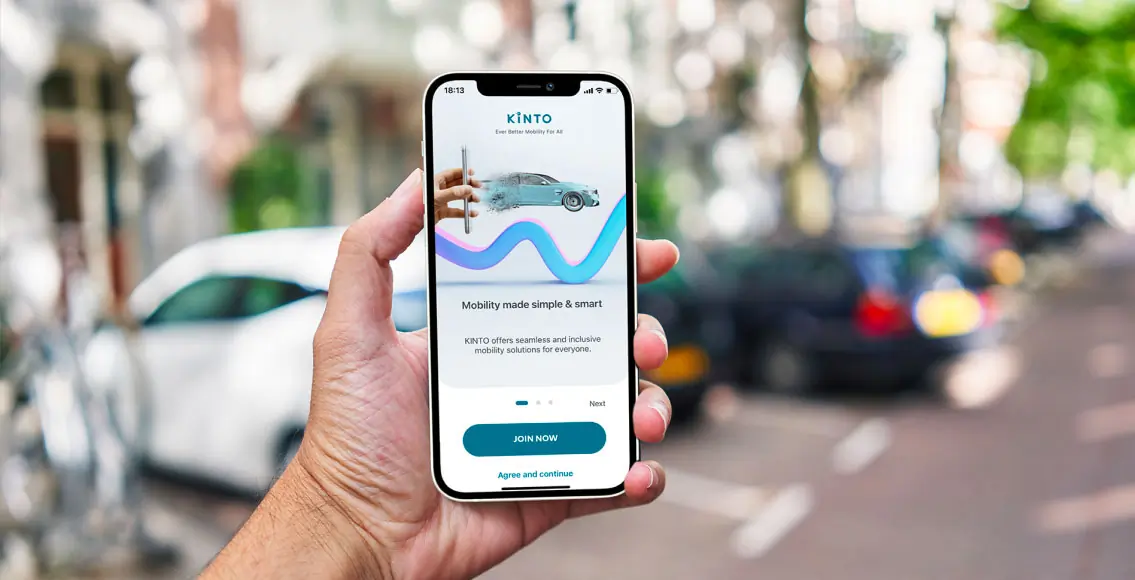 18:13
KiNTO
Ever Better Mobility For All
Mobility made simple & smart
KINTO offers seamless and inclusive
mobility solutions for everyone.
Next
JOIN NOW
Agree and continue